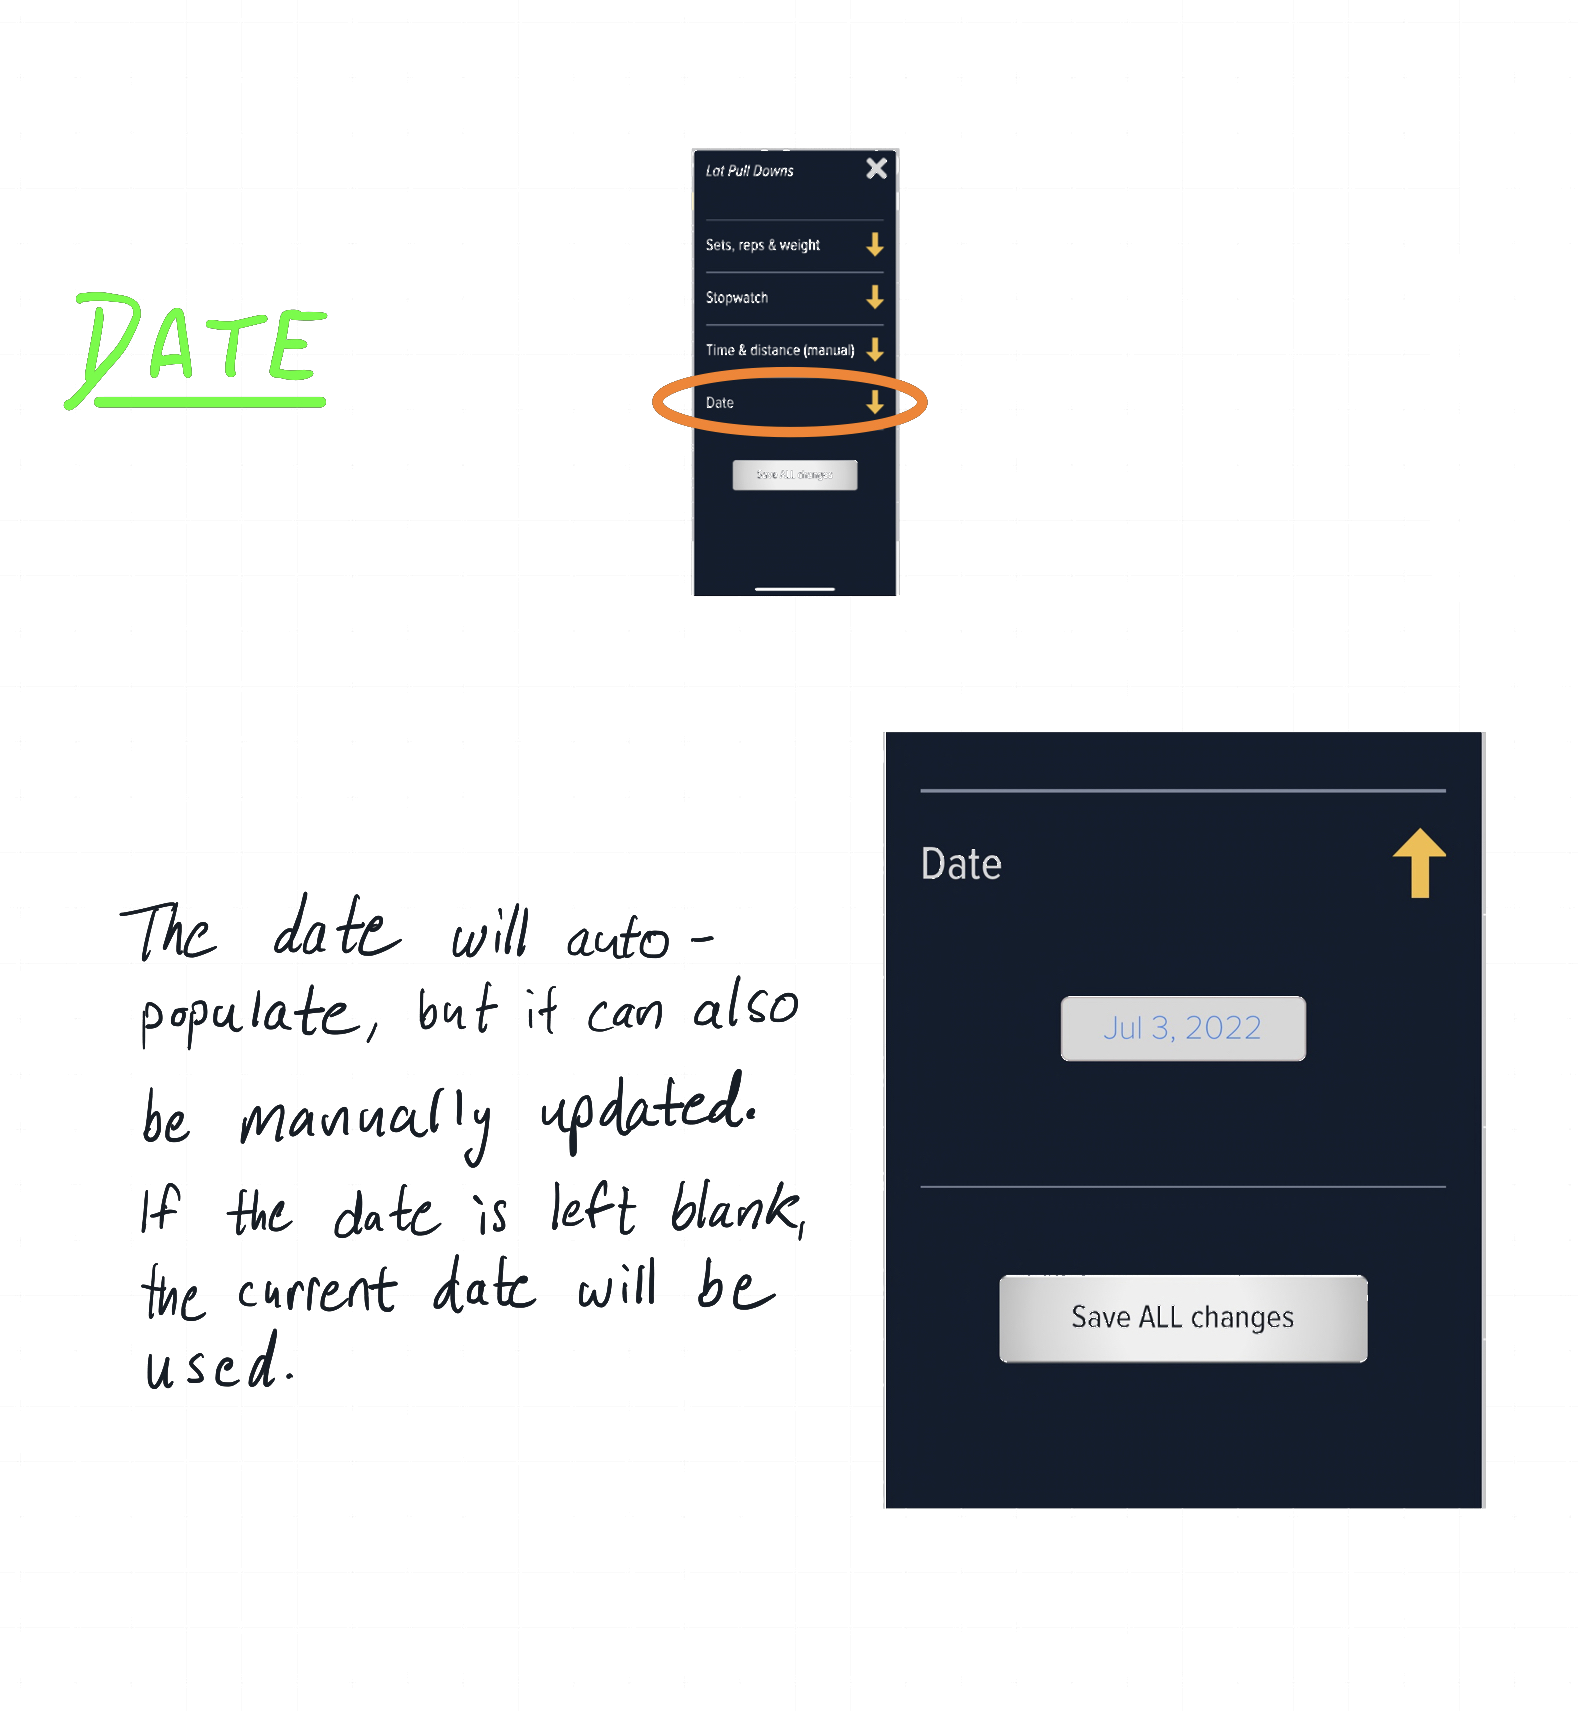 Lat Pull Downs
Sets, reps & weight
Stopwatch
DATE
Time & distance (manual)
Date
Save ALL changes
Date
The date will auto-
populate, but it can also
Jul 3, 2022
be manually updated.
If the date is left blank,
the current date will be
used.
Save ALL changes